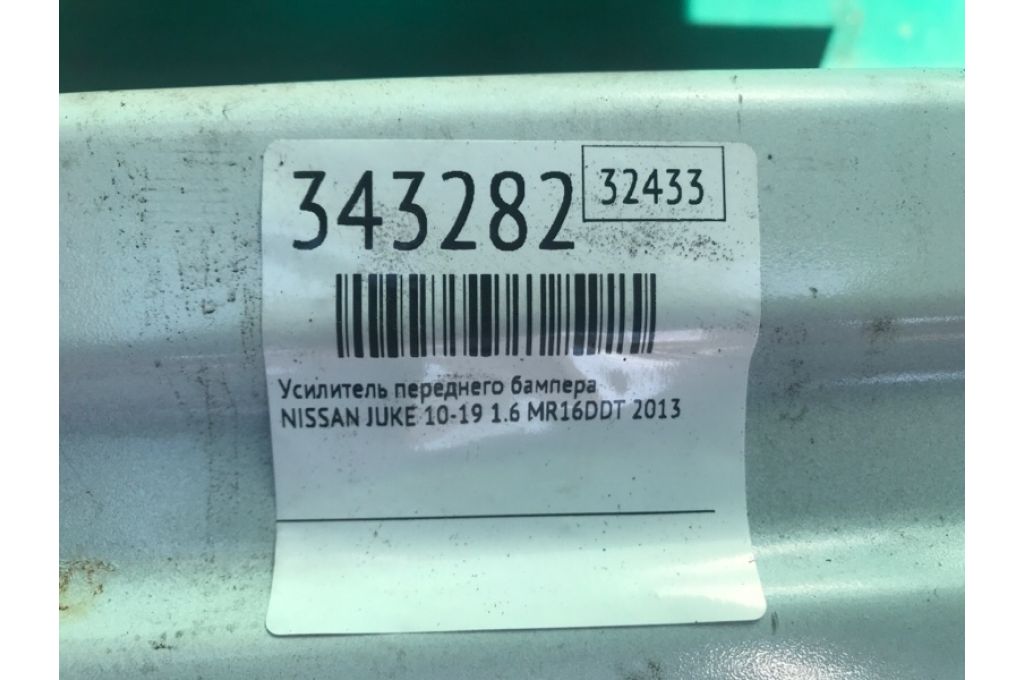 343282
32433
Усилитель переднего бампера
NISSAN JUKE 10-19 1.6 MR16DDT 2013